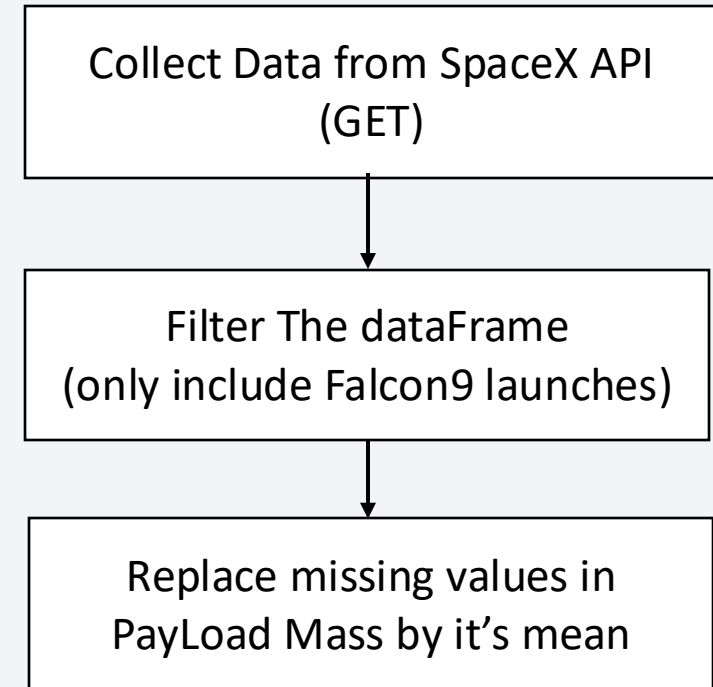 Collect Data from SpaceX API
(GET)
Filter The dataFrame
(only include Falcon9 launches)
Replace missing values in
PayLoad Mass by it’s mean